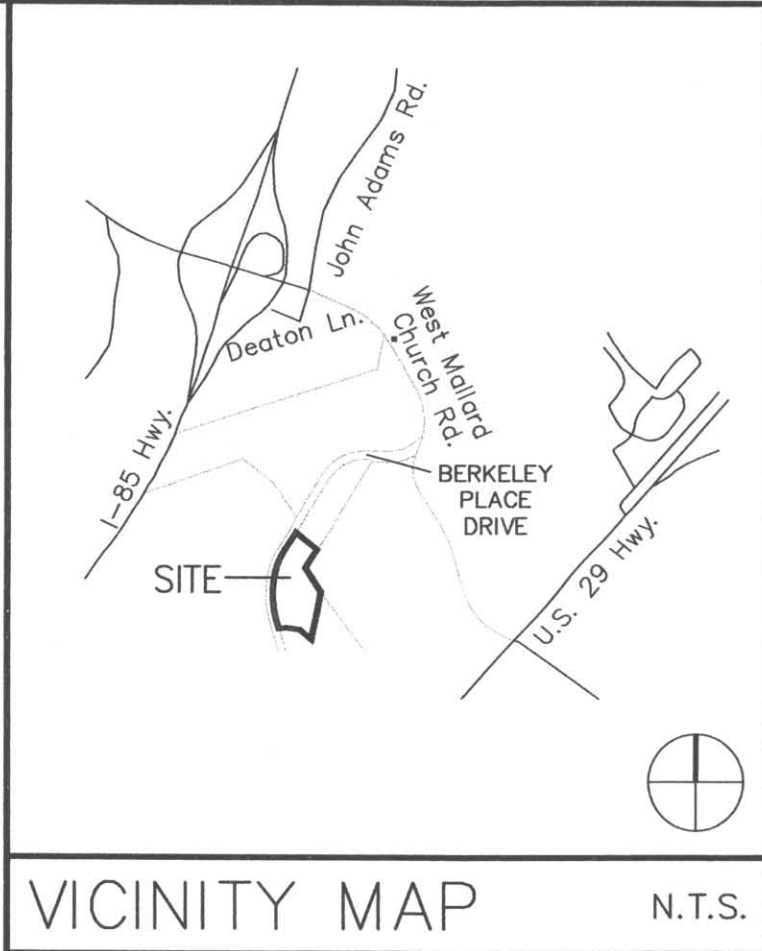 John Adams Rd.
Deaton Ln.
West Mallard
Church Rd.
I-85 Hwy.
BERKELEY
PLACE
DRIVE
SITE
U.S. 29 Hwy.
VICINITY MAP
N.T.S.